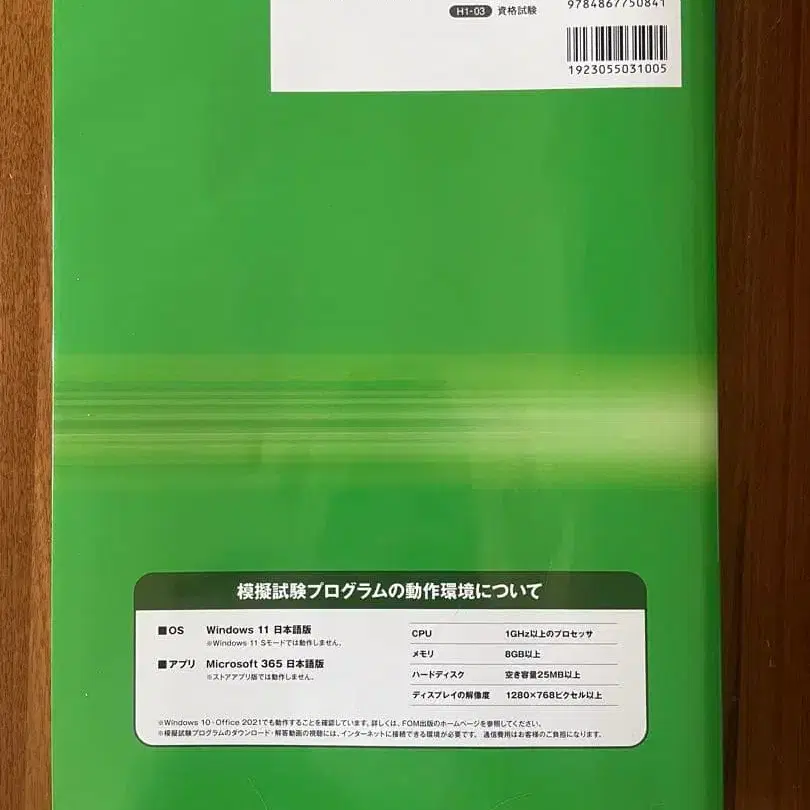 9784867750841
H1-03 資格試験
1923055031005
模擬試験プログラムの動作環境について
■OS Windows 11 日本語版
※Windows 11 Sモードでは動作しません。
■アプリ Microsoft 365 日本語版
※ストアアプリ版では動作しません。
CPU 1GHz以上のプロセッサ
メモリ 8GB以上
ハードディスク 空き容量25MB以上
ディスプレイの解像度 1280×768ピクセル以上
※Windows 10・Office 2021でも動作することを確認しています。詳しくは、FOM出版のホームページを参照してください。
※模擬試験プログラムのダウンロード・解答動画の視聴には、インターネットに接続できる環境が必要です。 通信費用はお客様のご負担になります。